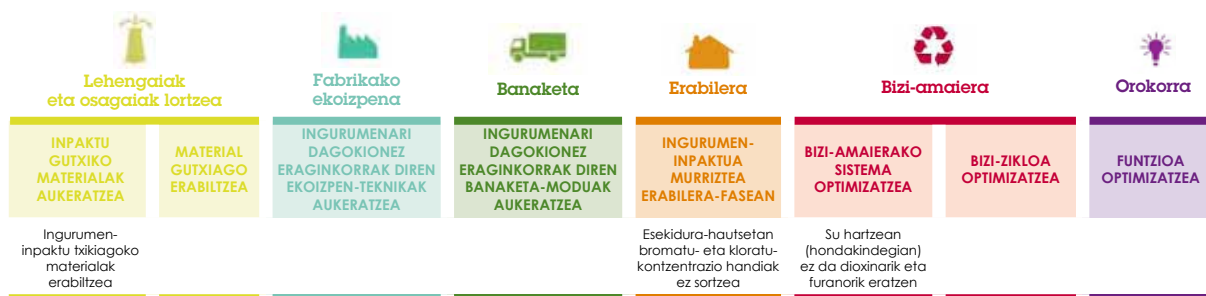 Lehengaiak
eta osagaiak lortzea
Fabrikako
ekoizpena
Banaketa
Erabilera
Bizi-amaiera
Orokorra
INPAKTU
GUTXIKO
MATERIALAK
AUKERATZEA
MATERIAL
GUTXIAGO
ERABILTZEA
INGURUMENARI
DAGOKIONEZ
ERAGINKORRAK DIREN
EKOIZPEN-TEKNIKAK
AUKERATZEA
INGURUMENARI
DAGOKIONEZ
ERAGINKORRAK DIREN
BANAKETA-MODUAK
AUKERATZEA
INGURUMEN-
INPAKTUA
MURRIZTEA
ERABILERA-FASEAN
BIZI-AMAIERAKO
SISTEMA
OPTIMIZATZEA
BIZI-ZIKLOA
OPTIMIZATZEA
FUNTZIOA
OPTIMIZATZEA
Ingurumen-
inpaktu txikiagoko
materialak
erabiltzea
Esekidura-hautsetan
bromatu- eta kloratu-
kontzentrazio handiak
ez sortzea
Su hartzean
(hondakindegian)
ez da dioxinarik eta
furanorik eratzen